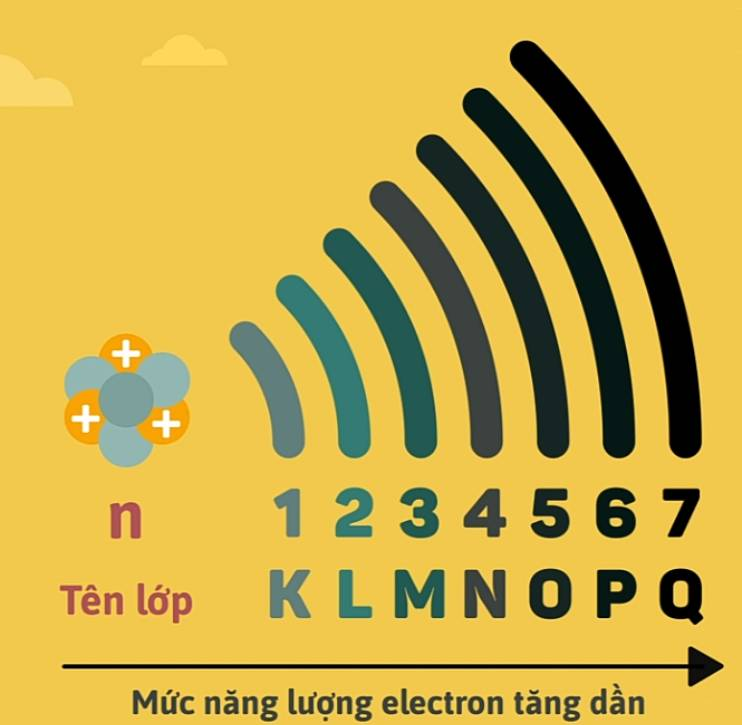 +
+
+
n 1 2 3 4 5 6 7
Tên lớp K L M N O P Q
Mức năng lượng electron tăng dần